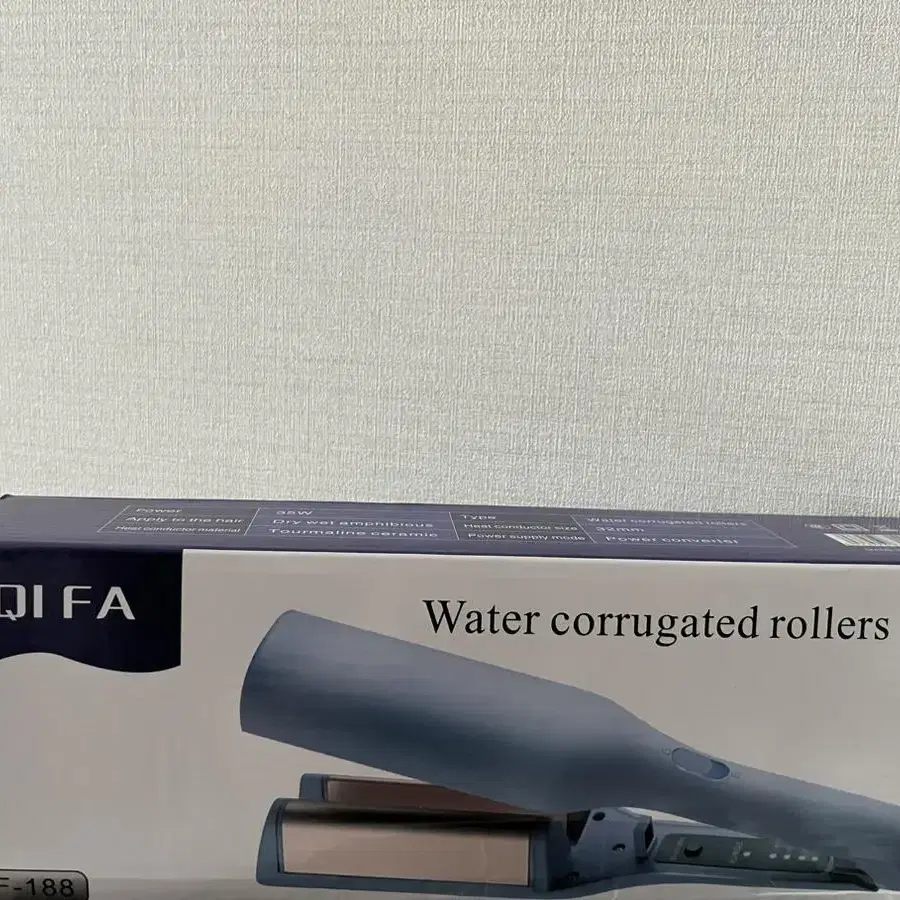 Power 35W Type Water corrugated rollers
Apply to the hair Dry wet amphibious Heat conductor size 32mm
Heat conductor material Tourmaline ceramic Power supply mode Power converter
QI FA
Water corrugated rollers
-188